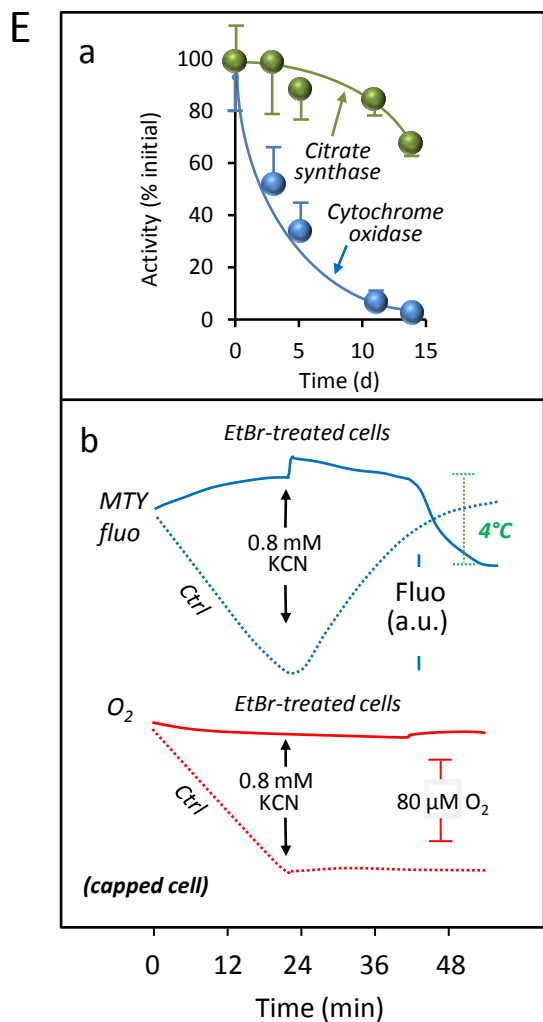 E
a
Activity (% iniitial)
100
80
60
40
20
0
Citrate
synthase
Cytochrome
oxidase
0
5
10
15
Time (d)
b
EtBr-treated cells
MTY
fluo
0.8 mM
KCN
4°C
Ctrl
Fluo
(a.u.)
EtBr-treated cells
O₂
0.8 mM
KCN
Ctrl
80 µM O₂
(capped cell)
0
12
24
36
48
Time (min)